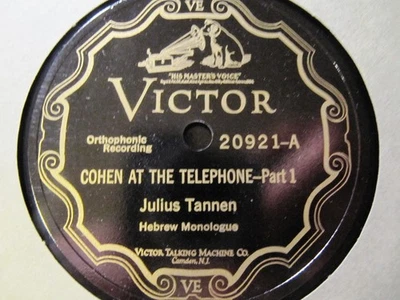 VE
"HIS MASTER'S VOICE"
VICTOR
Orthophonic
Recording
20921-A
COHEN AT THE TELEPHONE—Part 1
Julius Tannen
Hebrew Monologue
VICTOR TALKING MACHINE CO.
Camden, N.J.
VE